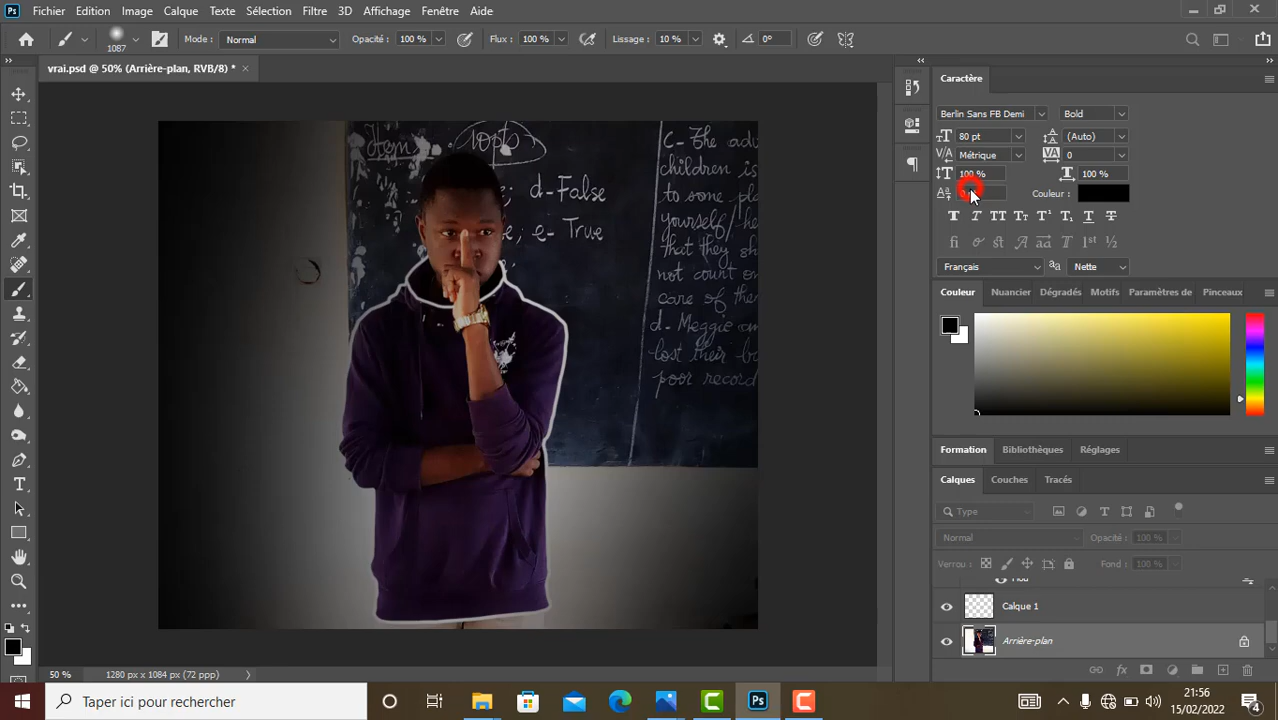 Fichier Edition Image Calque Texte Sélection Filtre 3D Affichage Fenêtre Aide
1087 Mode : Normal Opacité : 100 % Flux : 100 % Lissage : 10 % 0°
vrai.psd @ 50% (Arrière-plan, RVB/8) * ×
Caractère
Berlin Sans FB Demi Bold
80 pt (Auto)
Métrique 0
100 % 100 %
Couleur :
Français aa Nette
Couleur Nuancier Dégradés Motifs Paramètres de Pinceaux
Formation Bibliothèques Réglages
Calques Couches Tracés
Type
Normal Opacité : 100 %
Verrou : Fond : 100 %
Calque 1
Arrière-plan
Items 10pts
d-False
e-True
C-The
children is
to some
yourself/
that they
not count on
care of
d-Meggie
lost their
poor record
50 % 1280 px x 1084 px (72 ppp)
Taper ici pour rechercher
21:56
15/02/2022
4